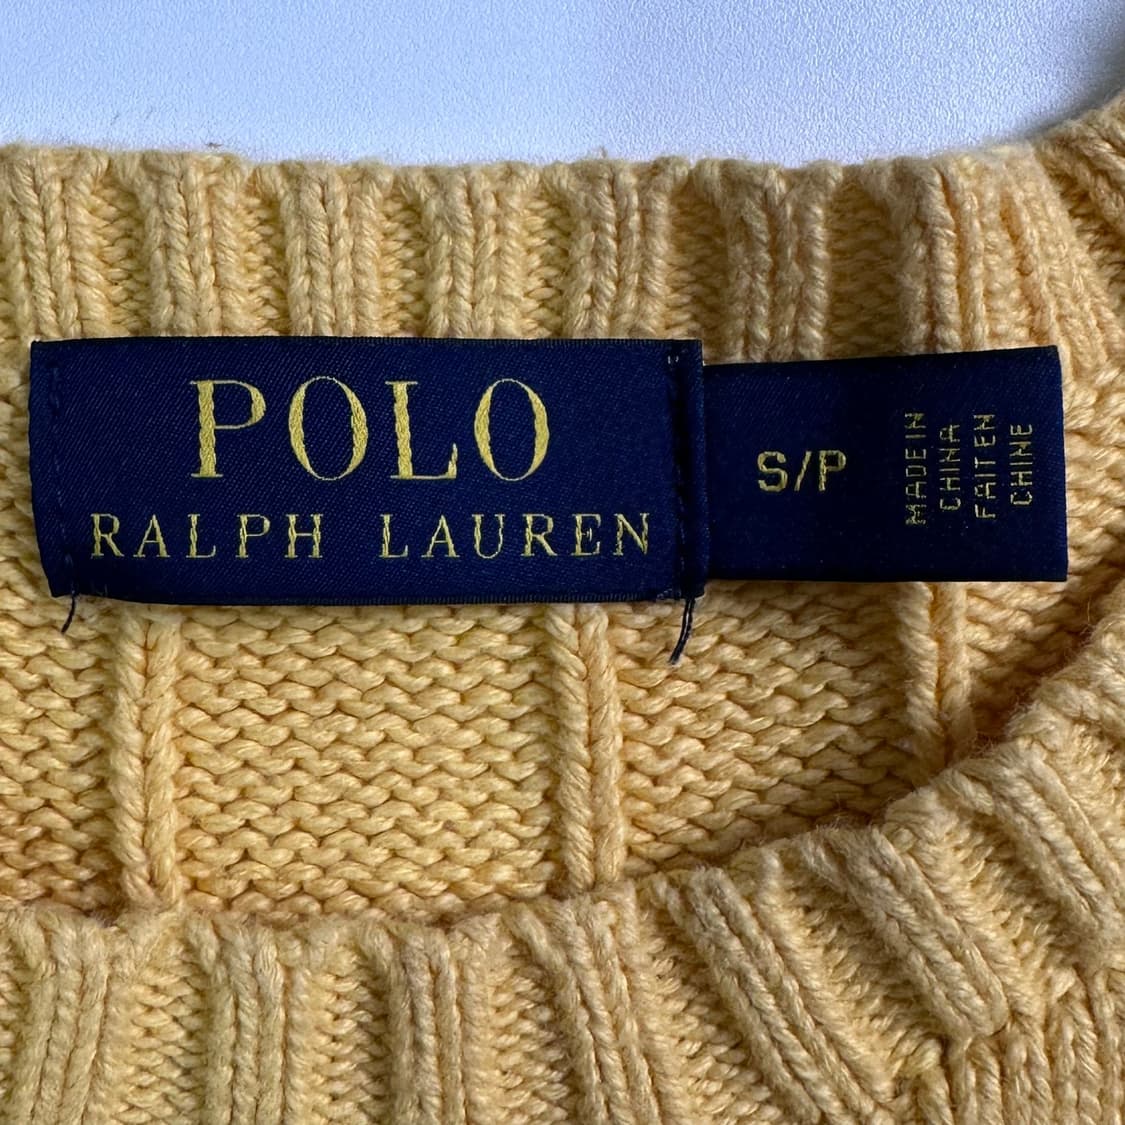 POLO
RALPH LAUREN
S/P
MADE IN
CHINA
FAIT EN
CHINE